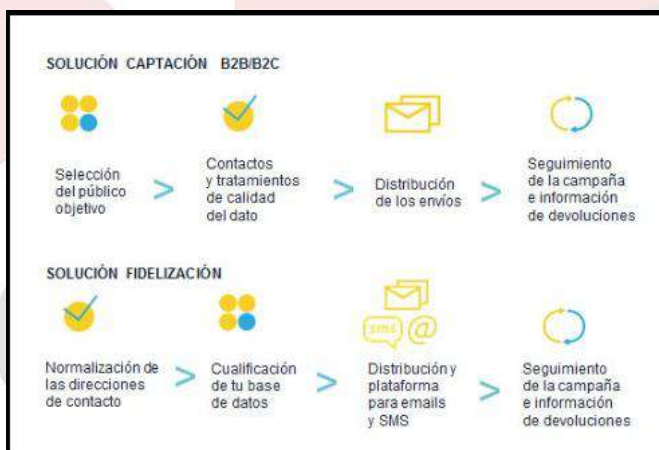 SOLUCIÓN CAPTACIÓN B2B/B2C
Selección
del público
objetivo
>
Contactos
y tratamientos
de calidad
del dato
>
Distribución
de los envíos
>
Seguimiento
de la campaña
e información
de devoluciones
SOLUCIÓN FIDELIZACIÓN
sms @
Normalización de
las direcciones
de contacto
>
Cualificación
de tu base
de datos
>
Distribución y
plataforma
para emails
y SMS
>
Seguimiento
de la campaña
e información
de devoluciones